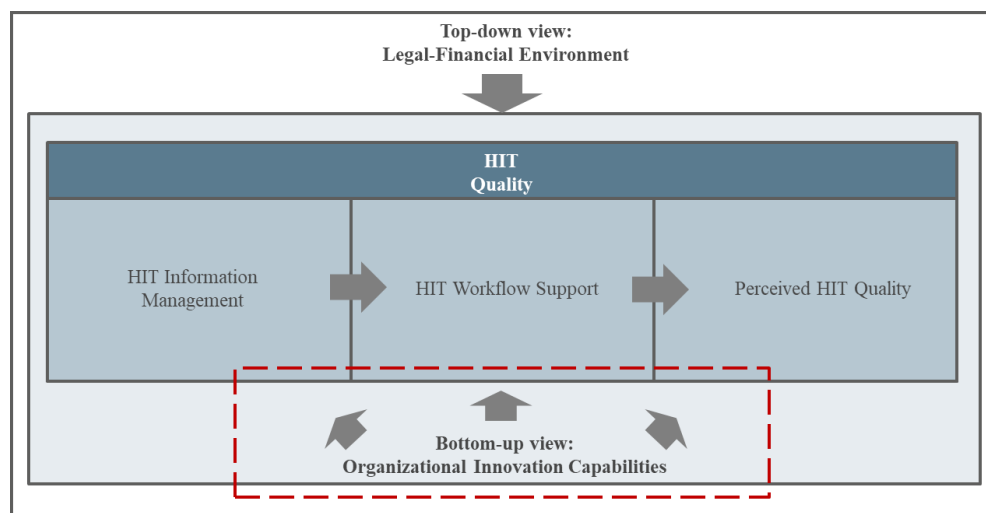 Top-down view:
Legal-Financial Environment
HIT
Quality
HIT Information
Management
HIT Workflow Support
Perceived HIT Quality
Bottom-up view:
Organizational Innovation Capabilities